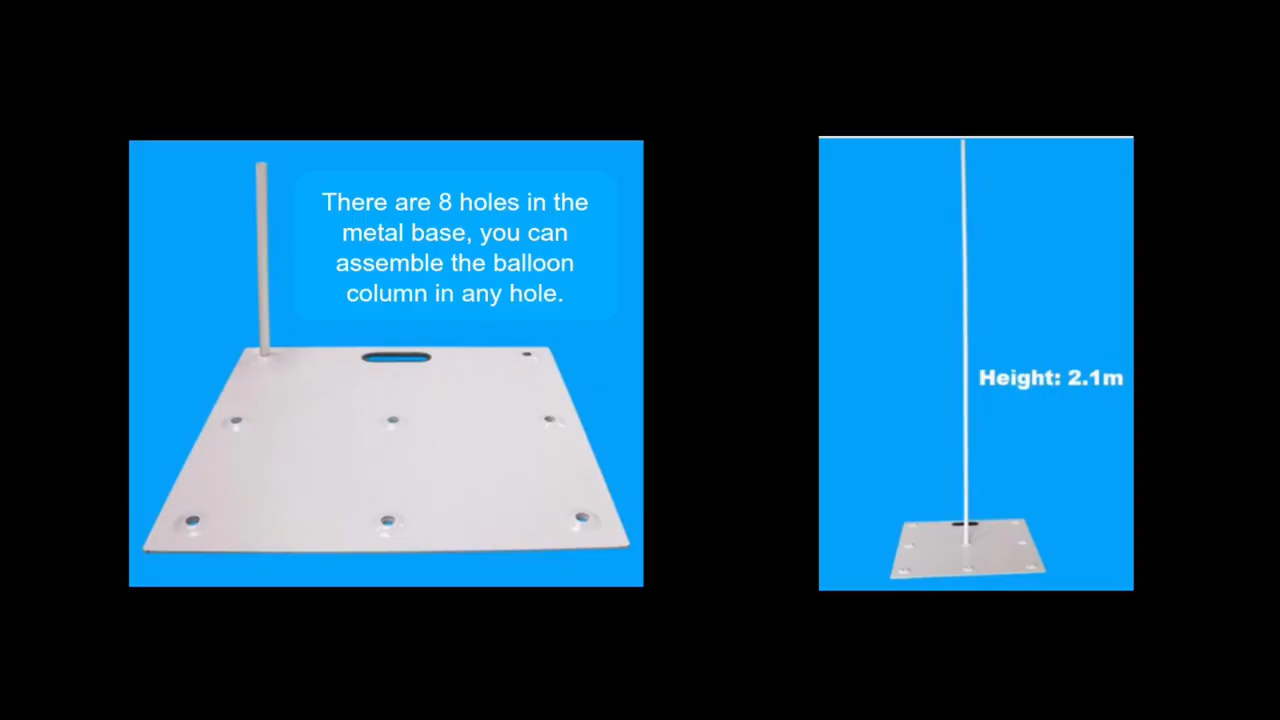 There are 8 holes in the
metal base, you can
assemble the balloon
column in any hole.
Height: 2.1m